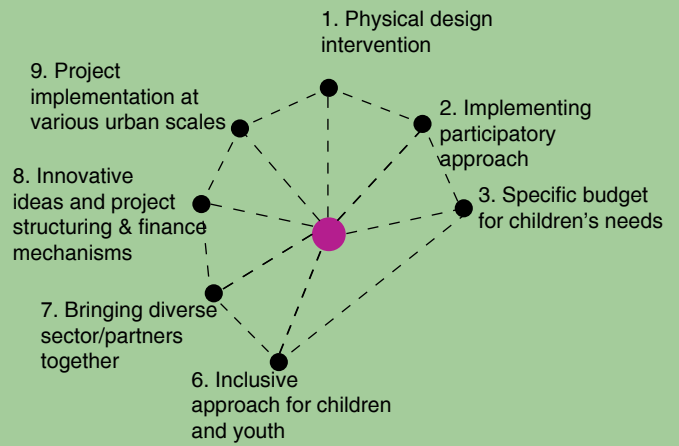 1. Physical design
intervention
2. Implementing
participatory
approach
3. Specific budget
for children’s needs
6. Inclusive
approach for children
and youth
7. Bringing diverse
sector/partners
together
8. Innovative
ideas and project
structuring & finance
mechanisms
9. Project
implementation at
various urban scales